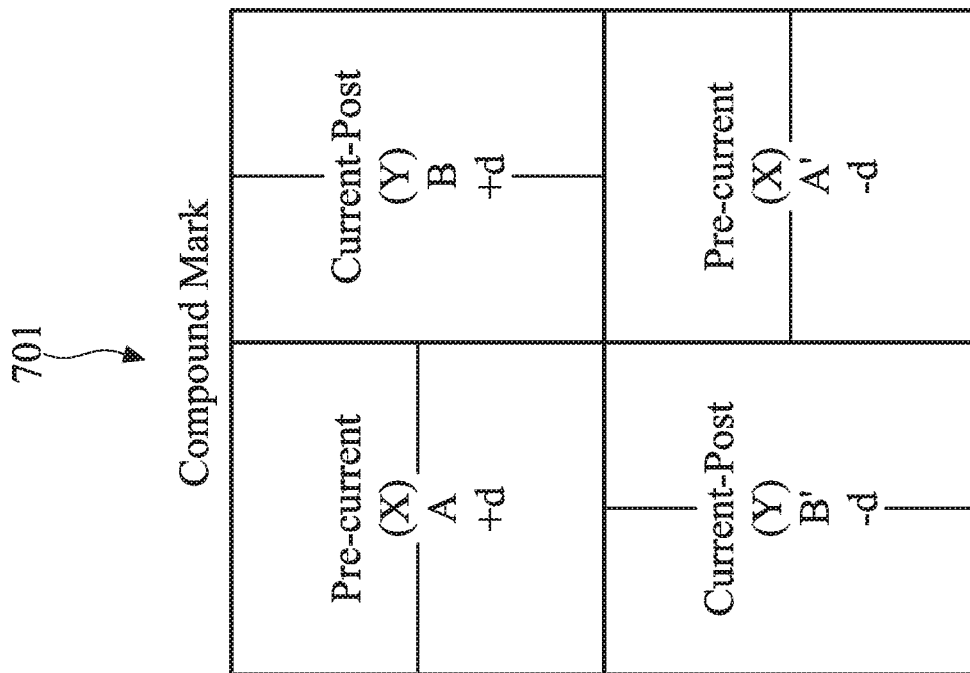 701
Compound Mark
Pre-current
(X)
A
+d
Current-Post
(Y)
B
+d
Current-Post
(Y)
B'
-d
Pre-current
(X)
A'
-d